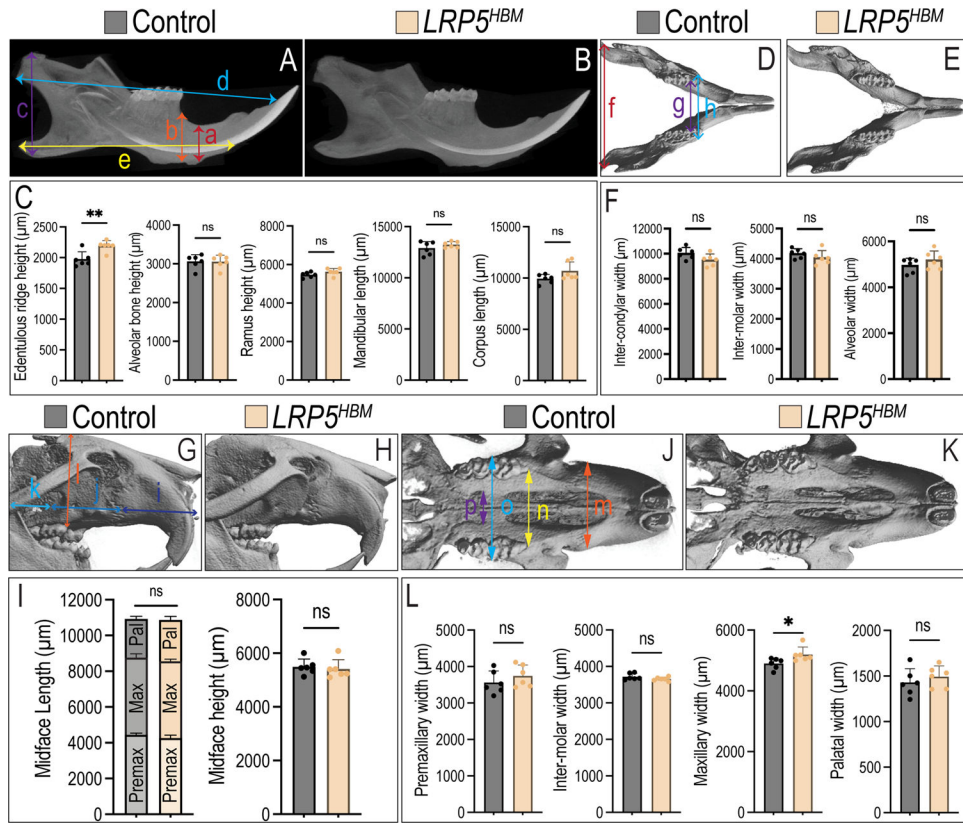 Control LRP5HBM
A B D E
a b c d e f g h
C F
Edentulous ridge height (µm)
2500
2000
1500
1000
500
0
**
Alveolar bone height (µm)
4000
3000
2000
1000
0
ns
Ramus height (µm)
8000
6000
4000
2000
0
ns
Mandibular length (µm)
15000
10000
5000
0
ns
Corpus length (µm)
15000
10000
5000
0
ns
Inter-condylar width (µm)
12000
10000
8000
6000
4000
2000
0
ns
Inter-molar width (µm)
5000
4000
3000
2000
1000
0
ns
Alveolar width (µm)
8000
6000
4000
2000
0
ns
Control LRP5HBM Control LRP5HBM
G H J K
k l j i
p o n m
I L
Midface Length (µm)
12000
10000
8000
6000
4000
2000
0
ns
Pal Pal
Max Max
Premax Premax
Midface height (µm)
8000
6000
4000
2000
0
ns
Premaxillary width (µm)
5000
4000
3000
2000
1000
0
ns
Inter-molar width (µm)
5000
4000
3000
2000
1000
0
ns
Maxillary width (µm)
6000
4000
2000
0
*
Palatal width (µm)
2000
1500
1000
500
0
ns